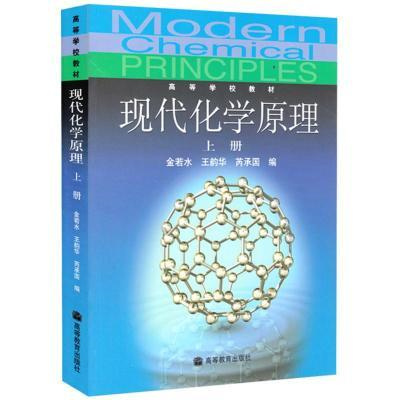 高等学校教材
现代化学原理
上册
金若水 王韵华 芮承国 编
高等教育出版社
Modern
Chemical
PRINCIPLES
高等学校教材
现代化学原理
上册
金若水 王韵华 芮承国 编
高等教育出版社